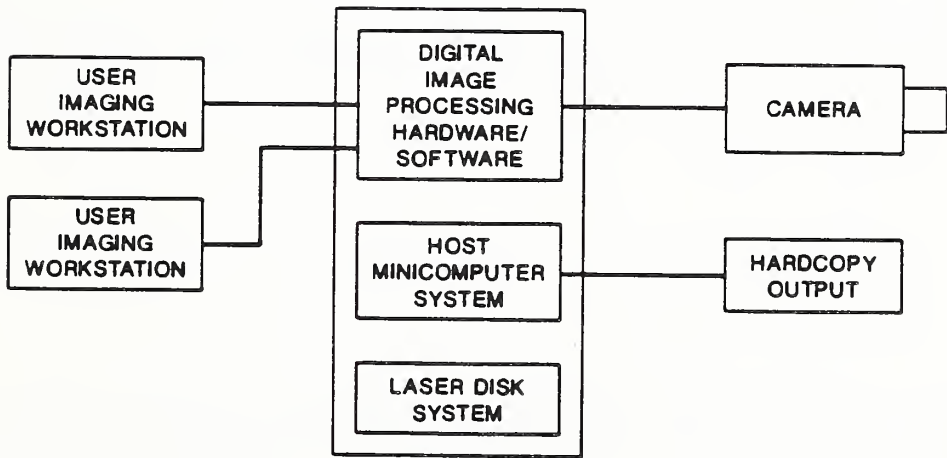 USER
IMAGING
WORKSTATION
USER
IMAGING
WORKSTATION
DIGITAL
IMAGE
PROCESSING
HARDWARE/
SOFTWARE
HOST
MINICOMPUTER
SYSTEM
LASER DISK
SYSTEM
CAMERA
HARDCOPY
OUTPUT